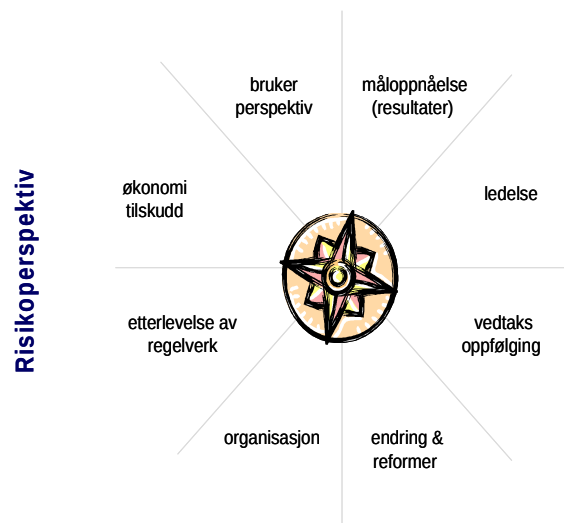 Risikoperspektiv
bruker
perspektiv
måloppnåelse
(resultater)
økonomi
tilskudd
ledelse
etterlevelse av
regelverk
vedtaks
oppfølging
organisasjon
endring &
reformer